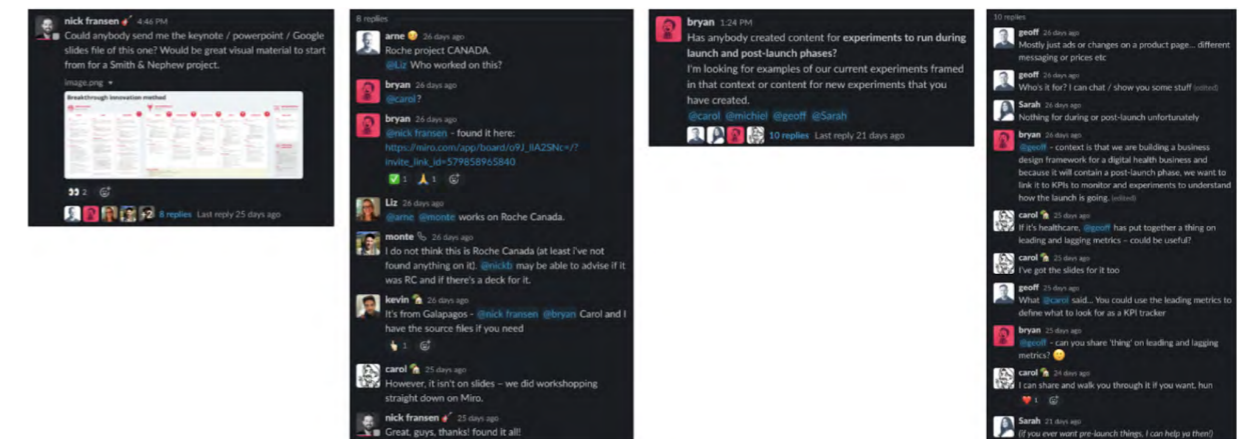 nick fransen 4:46 PM
Could anybody send me the keynote / powerpoint / Google
slides file of this one? Would be great visual material to start
from for a Smith & Nephew project.
image.png
Breakthrough innovation method
2
+2 8 replies Last reply 25 days ago
8 replies
arne 26 days ago
Roche project CANADA.
@Liz Who worked on this?
bryan 26 days ago
@carol?
bryan 26 days ago
@nick fransen - found it here:
https://miro.com/app/board/o9J_lIA2SNc=/?
invite_link_id=579858965840
1 1
Liz 26 days ago
@arne @monte works on Roche Canada.
monte 26 days ago
I do not think this is Roche Canada (at least i've not
found anything on it). @nickb may be able to advise if it
was RC and if there's a deck for it.
kevin 26 days ago
It's from Galapagos - @nick fransen @bryan Carol and I
have the source files if you need
1
carol 25 days ago
However, it isn't on slides – we did workshopping
straight down on Miro.
nick fransen 25 days ago
Great, guys, thanks! found it all!
bryan 1:24 PM
Has anybody created content for experiments to run during
launch and post-launch phases?
I'm looking for examples of our current experiments framed
in that context or content for new experiments that you
have created.
@carol @michiel @geoff @Sarah
10 replies Last reply 21 days ago
10 replies
geoff 26 days ago
Mostly just ads or changes on a product page... different
messaging or prices etc
geoff 26 days ago
Who's it for? I can chat / show you some stuff (edited)
Sarah 26 days ago
Nothing for during or post-launch unfortunately
bryan 26 days ago
@geoff - context is that we are building a business
design framework for a digital health business and
because it will contain a post-launch phase, we want to
link it to KPIs to monitor and experiments to understand
how the launch is going. (edited)
carol 25 days ago
If it's healthcare, @geoff has put together a thing on
leading and lagging metrics – could be useful?
carol 25 days ago
I've got the slides for it too
geoff 25 days ago
What @carol said... You could use the leading metrics to
define what to look for as a KPI tracker
bryan 25 days ago
@geoff - can you share 'thing' on leading and lagging
metrics?
carol 24 days ago
I can share and walk you through it if you want, hun
1
Sarah 21 days ago
(if you ever want pre-launch things, I can help ya then!)